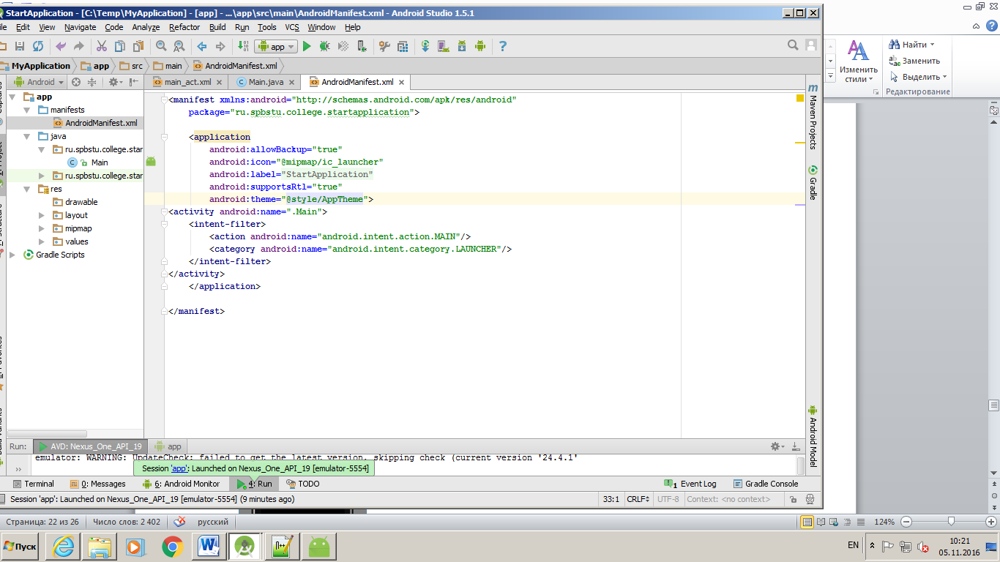 StartApplication - [C:\Temp\MyApplication] - [app] - ...\app\src\main\AndroidManifest.xml - Android Studio 1.5.1
ile Edit View Navigate Code Analyze Refactor Build Run Tools VCS Window Help
app
MyApplication app src main AndroidManifest.xml
Android
main_act.xml Main.java AndroidManifest.xml
app
manifests
AndroidManifest.xml
java
ru.spbstu.college.star
Main
ru.spbstu.college.star
res
drawable
layout
mipmap
values
Gradle Scripts
<manifest xmlns:android="http://schemas.android.com/apk/res/android"
package="ru.spbstu.college.startapplication">
<application
android:allowBackup="true"
android:icon="@mipmap/ic_launcher"
android:label="StartApplication"
android:supportsRtl="true"
android:theme="@style/AppTheme">
<activity android:name=".Main">
<intent-filter>
<action android:name="android.intent.action.MAIN"/>
<category android:name="android.intent.category.LAUNCHER"/>
</intent-filter>
</activity>
</application>
</manifest>
Maven Projects
Gradle
Android Model
Run: AVD: Nexus_One_API_19 app
emulator: WARNING: UpdateCheck: failed to get the latest version, skipping check (current version '24.4.1'
Session 'app': Launched on Nexus_One_API_19 [emulator-5554]
Terminal 0: Messages 6: Android Monitor 4: Run TODO 1 Event Log Gradle Console
Session 'app': Launched on Nexus_One_API_19 [emulator-5554] (9 minutes ago) 33:1 CRLF UTF-8 Context: <no context>
Изменить стили
Найти
Заменить
Выделить
Редактирование
Страница: 22 из 26 Число слов: 2 402 русский 124%
Пуск EN 10:21
05.11.2016